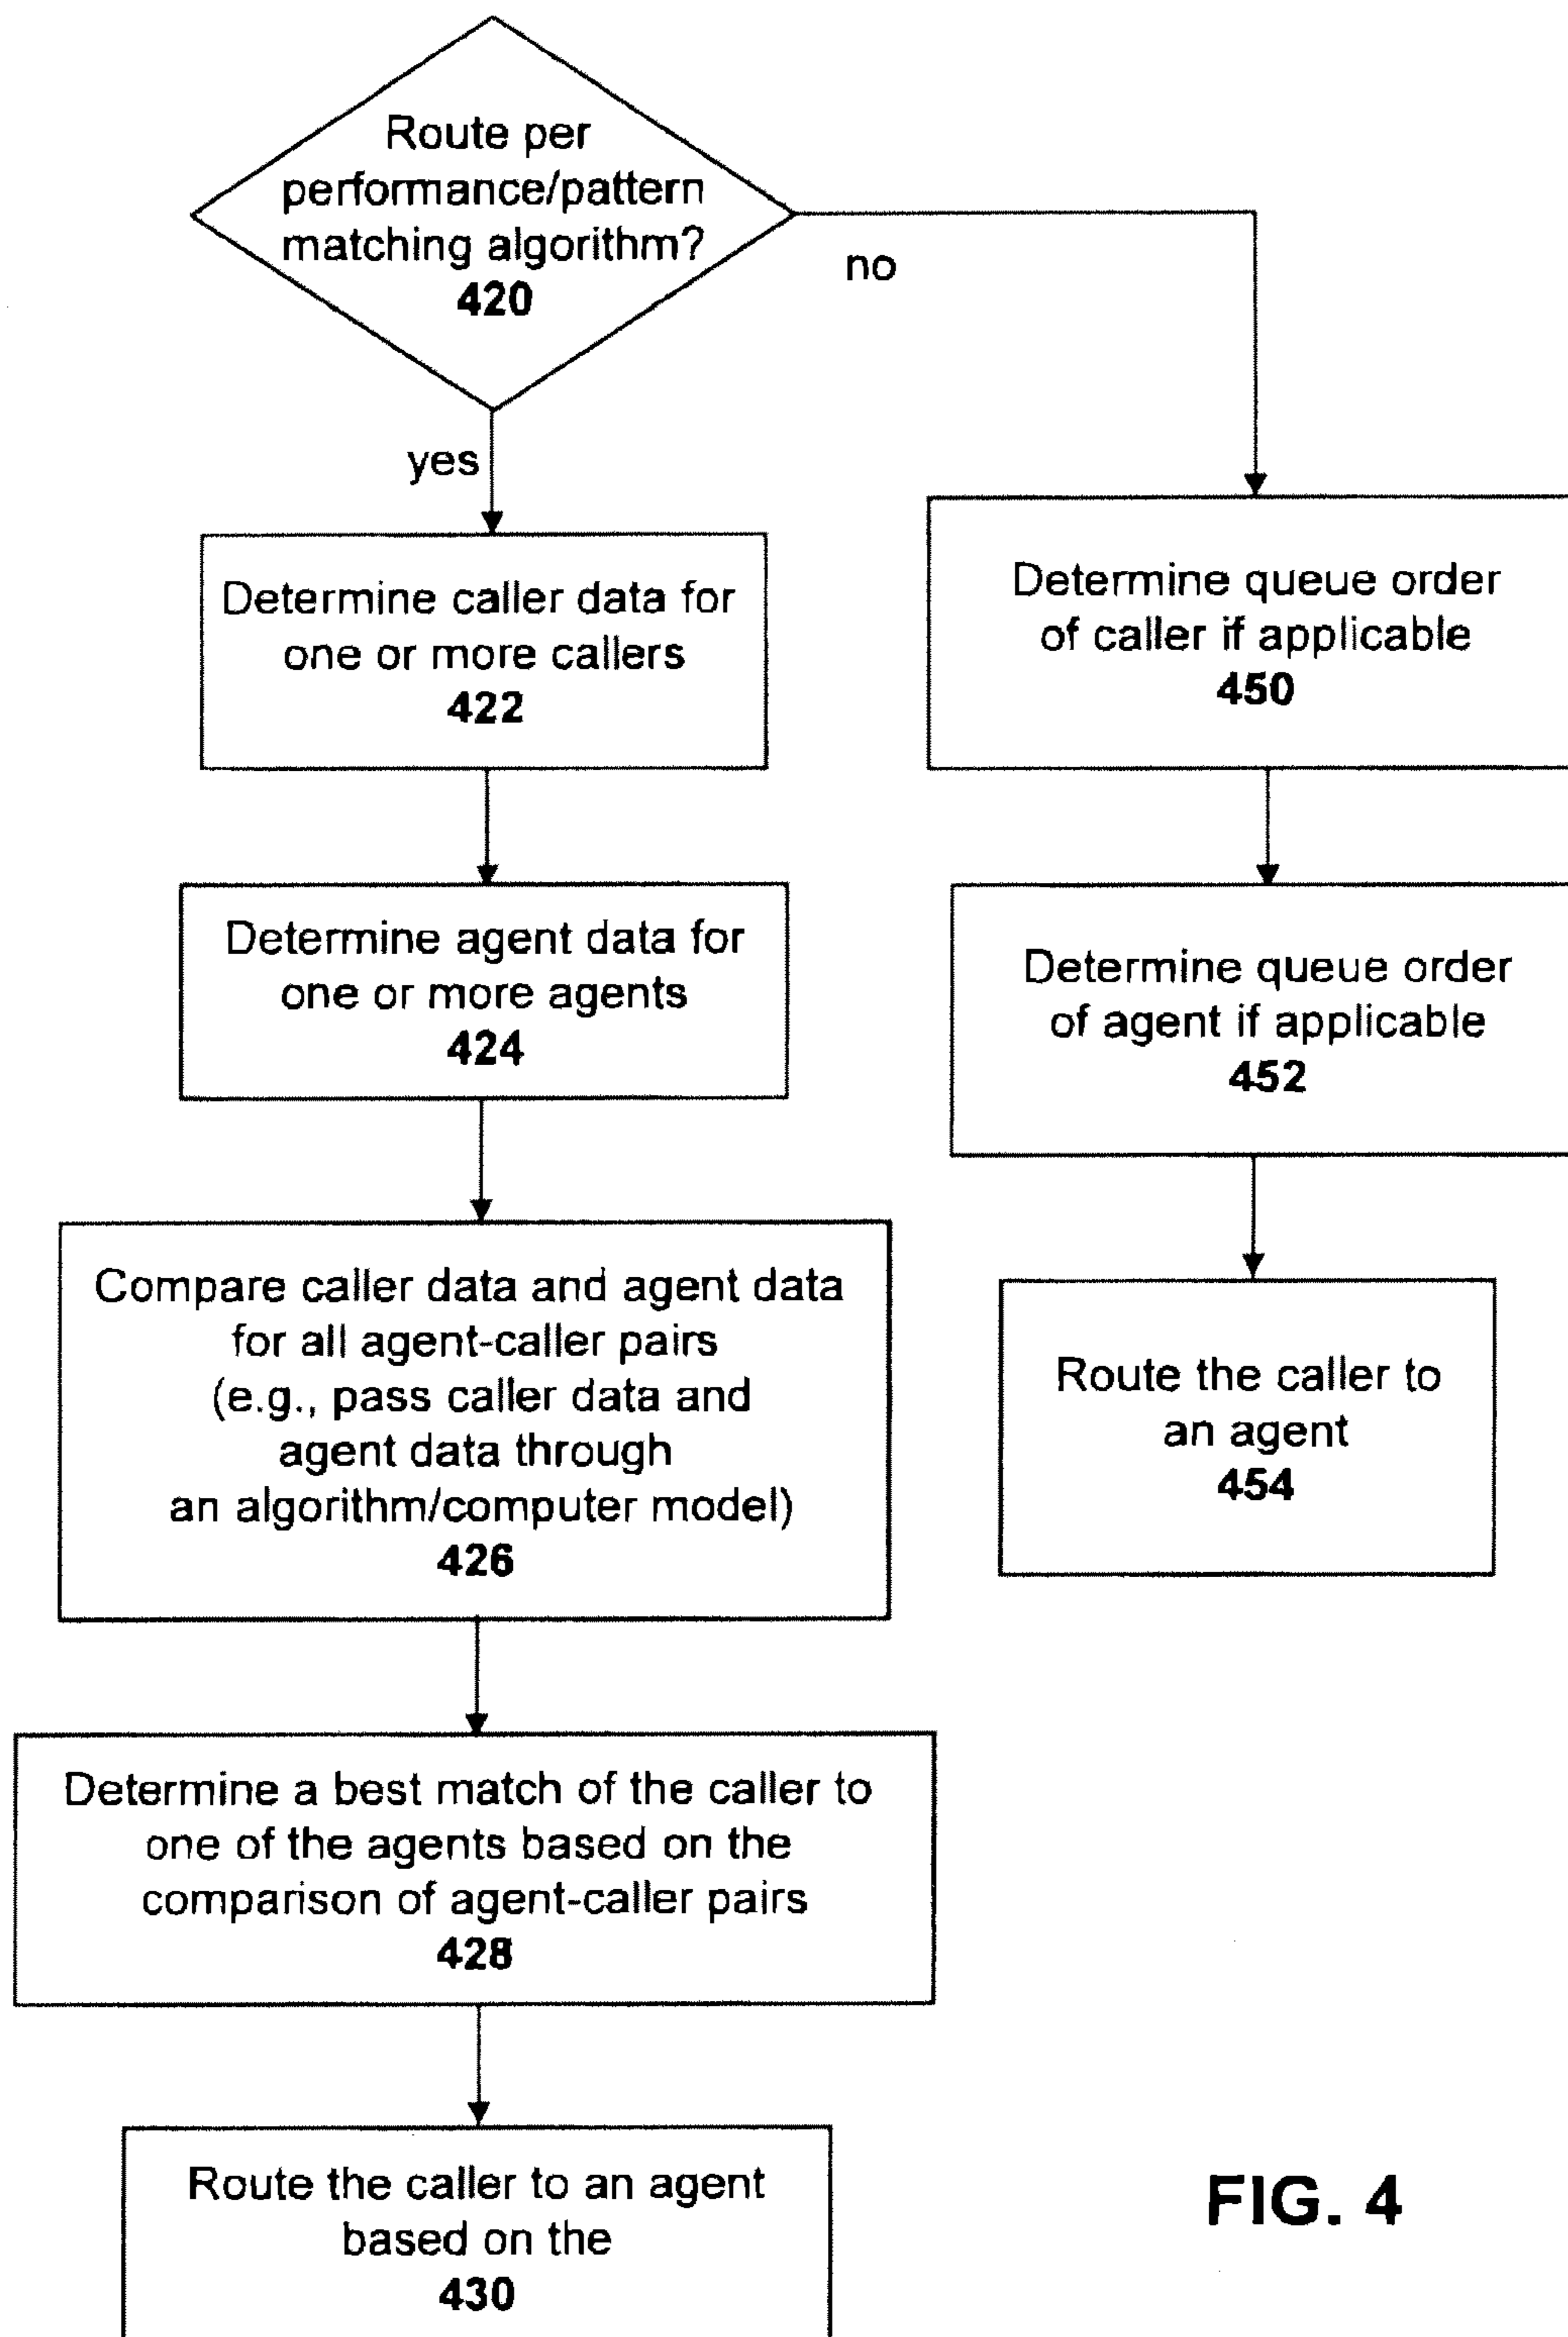 Route per
performance/pattern
matching algorithm?
420
no
yes
Determine caller data for
one or more callers
422
Determine queue order
of caller if applicable
450
Determine agent data for
one or more agents
424
Determine queue order
of agent if applicable
452
Compare caller data and agent data
for all agent-caller pairs
(e.g., pass caller data and
agent data through
an algorithm/computer model)
426
Route the caller to
an agent
454
Determine a best match of the caller to
one of the agents based on the
comparison of agent-caller pairs
428
Route the caller to an agent
based on the
430
FIG. 4